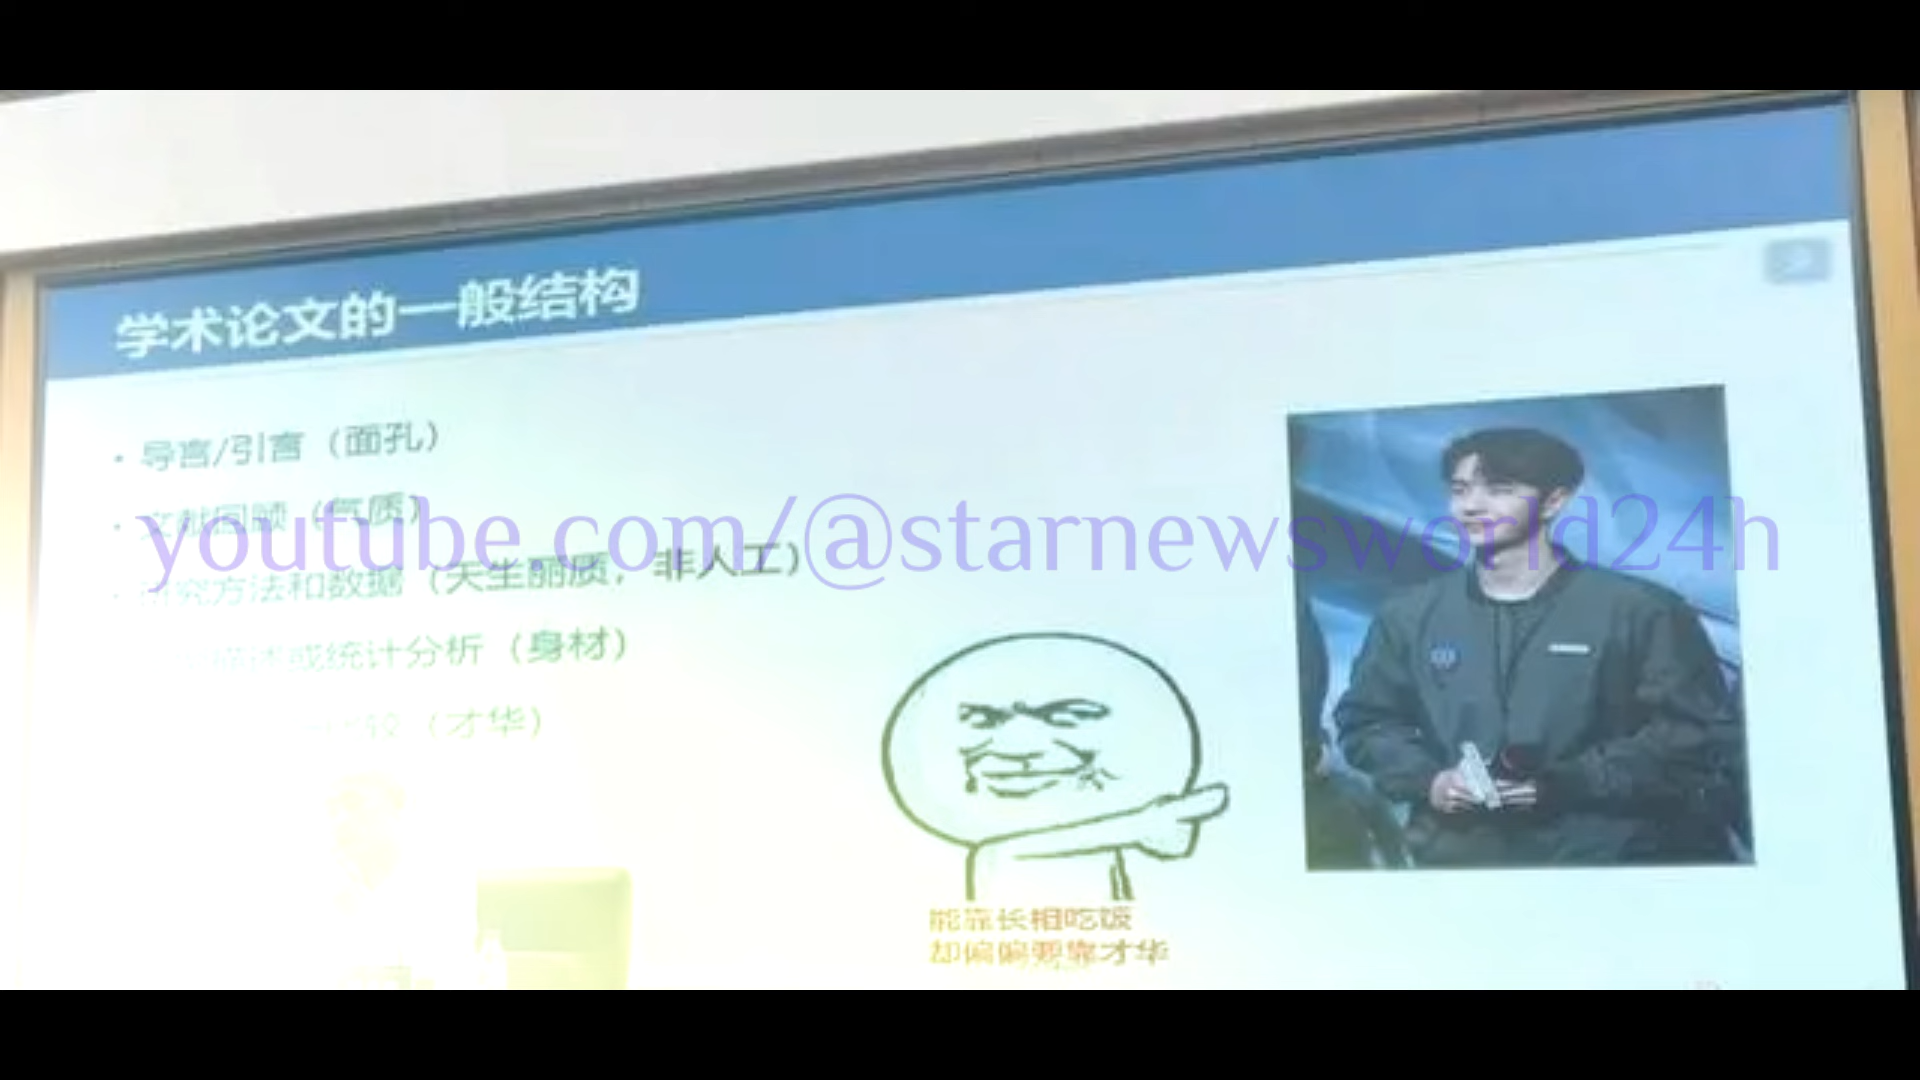 学术论文的一般结构
• 导言/引言（面孔）
• 文献回顾（气质）
youtube.com/@starnewsworld24h
• 研究方法和数据（天生丽质，非人工）
或统计分析（身材）
（才华）
能靠长相吃饭
却偏偏要靠才华